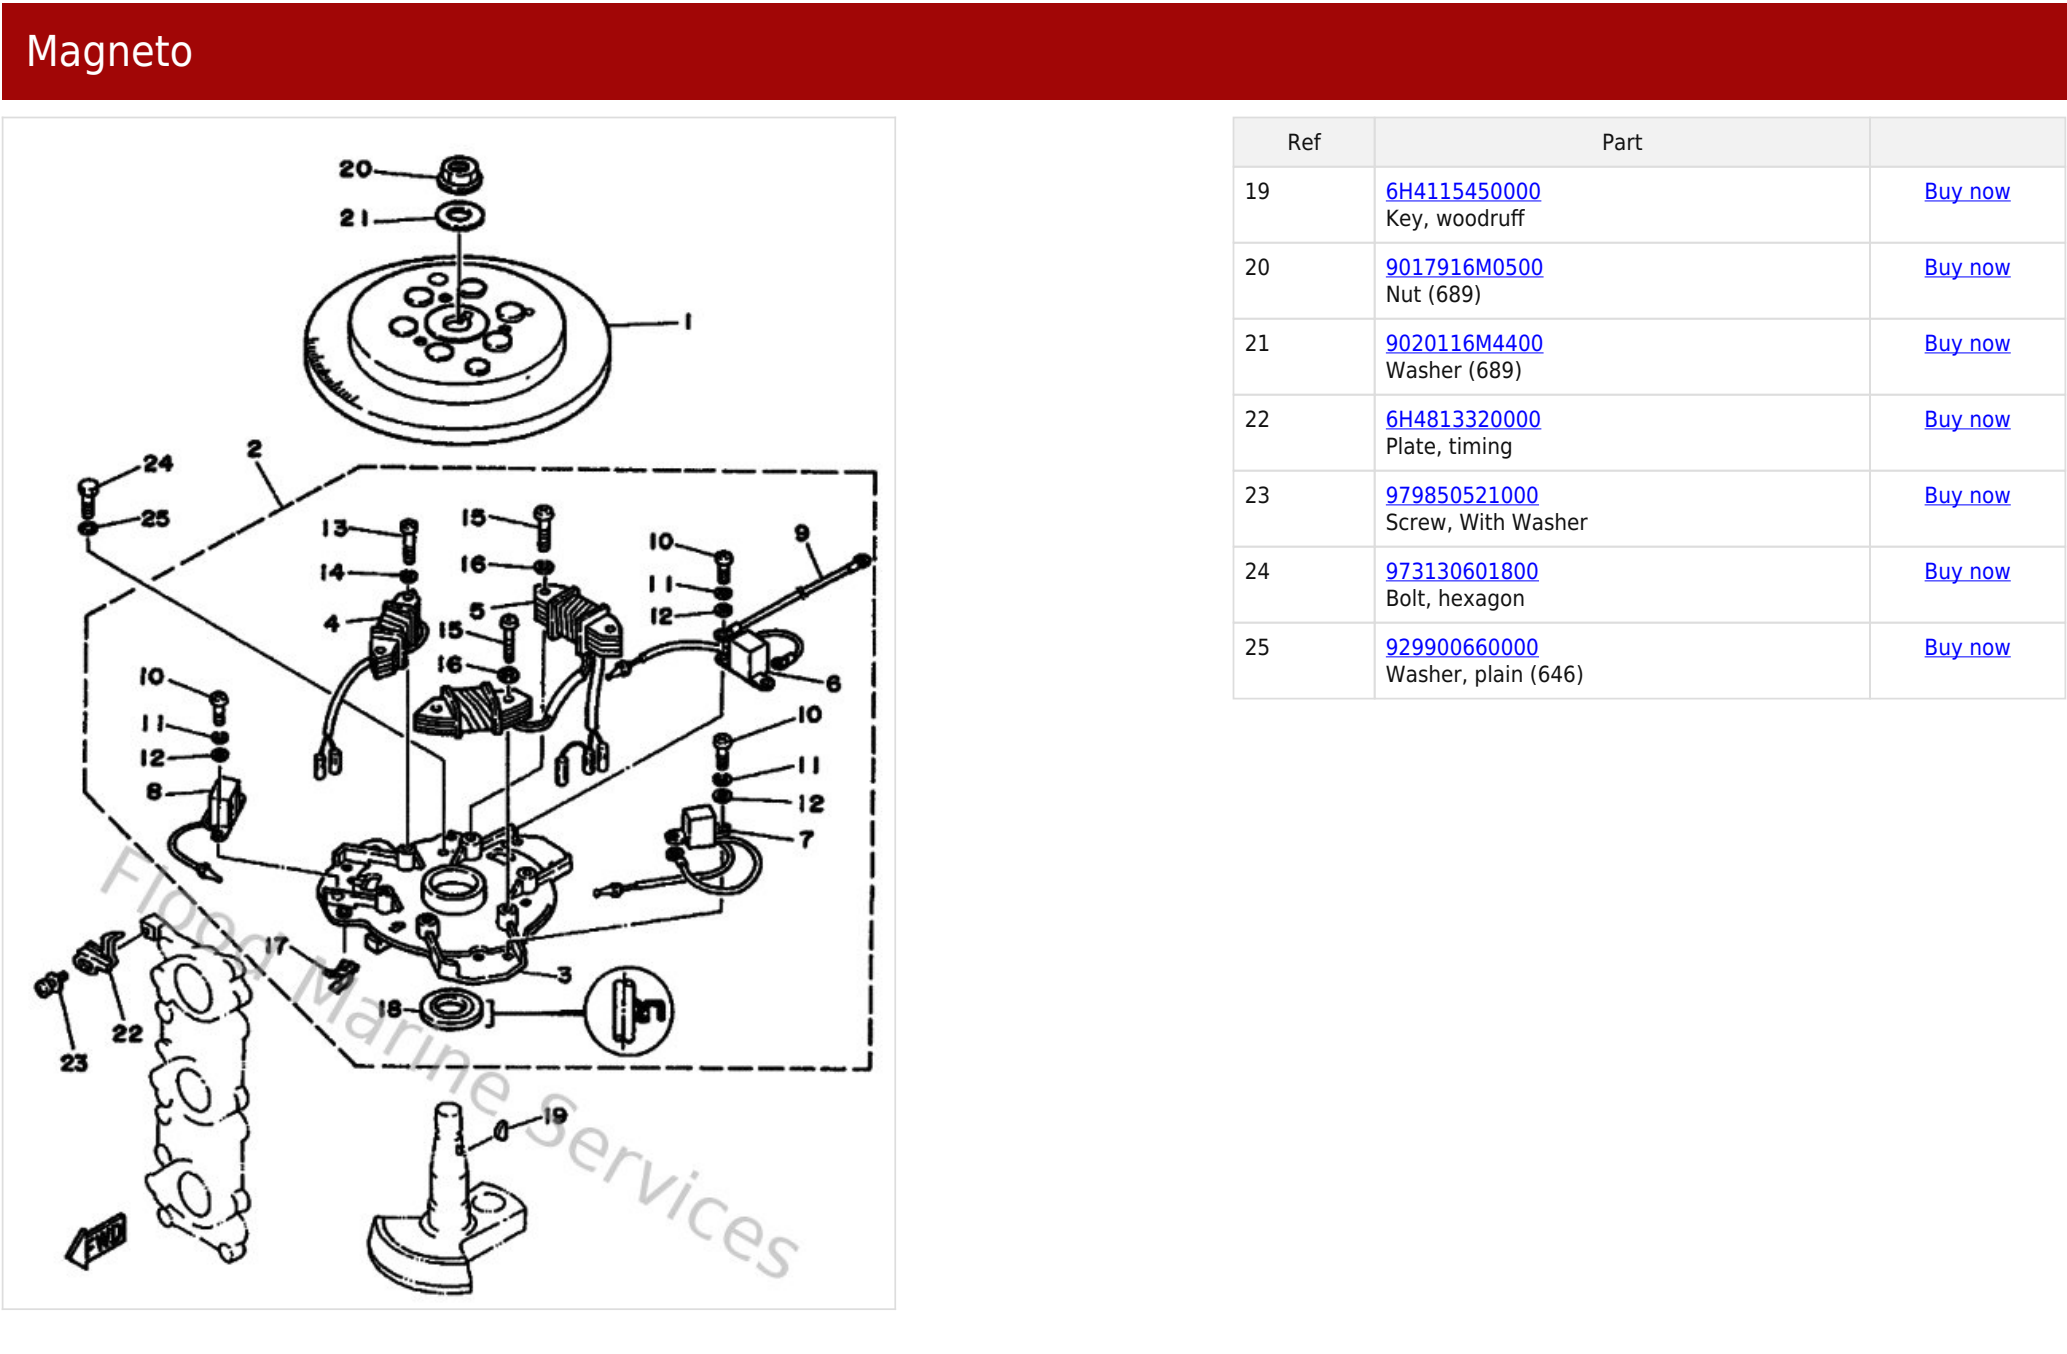 Magneto
20
21
1
2
24
25
13
15
10
9
14
16
11
5
12
4
15
16
6
10
10
11
11
12
12
8
7
17
3
18
22
23
19
FWD
Flood Marine Services
Ref Part
19 6H4115450000 Buy now
Key, woodruff
20 9017916M0500 Buy now
Nut (689)
21 9020116M4400 Buy now
Washer (689)
22 6H4813320000 Buy now
Plate, timing
23 979850521000 Buy now
Screw, With Washer
24 973130601800 Buy now
Bolt, hexagon
25 929900660000 Buy now
Washer, plain (646)